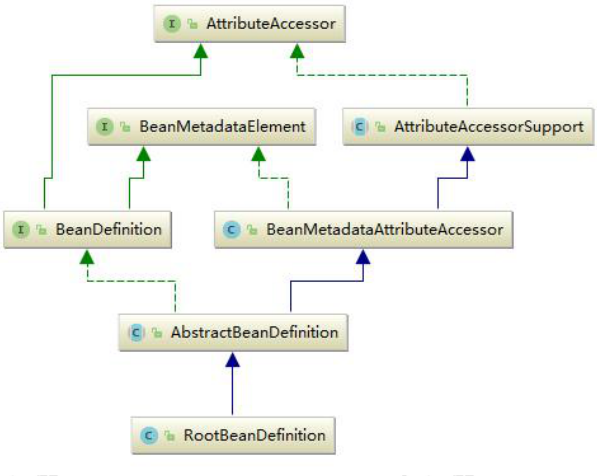 I AttributeAccessor
I BeanMetadataElement
C AttributeAccessorSupport
I BeanDefinition
C BeanMetadataAttributeAccessor
C AbstractBeanDefinition
C RootBeanDefinition